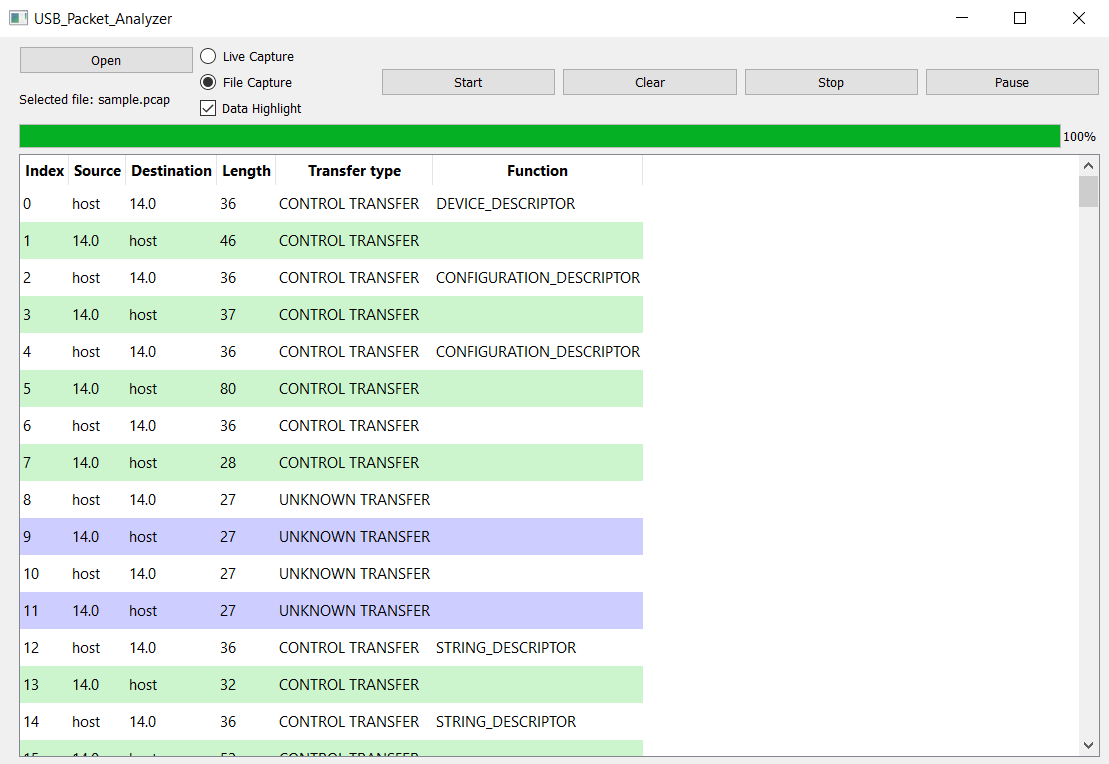 USB_Packet_Analyzer
Open
Live Capture
File Capture
Selected file: sample.pcap
Data Highlight
Start Clear Stop Pause
100%
Index Source Destination Length Transfer type Function
0 host 14.0 36 CONTROL TRANSFER DEVICE_DESCRIPTOR
1 14.0 host 46 CONTROL TRANSFER
2 host 14.0 36 CONTROL TRANSFER CONFIGURATION_DESCRIPTOR
3 14.0 host 37 CONTROL TRANSFER
4 host 14.0 36 CONTROL TRANSFER CONFIGURATION_DESCRIPTOR
5 14.0 host 80 CONTROL TRANSFER
6 host 14.0 36 CONTROL TRANSFER
7 14.0 host 28 CONTROL TRANSFER
8 host 14.0 27 UNKNOWN TRANSFER
9 14.0 host 27 UNKNOWN TRANSFER
10 host 14.0 27 UNKNOWN TRANSFER
11 14.0 host 27 UNKNOWN TRANSFER
12 host 14.0 36 CONTROL TRANSFER STRING_DESCRIPTOR
13 14.0 host 32 CONTROL TRANSFER
14 host 14.0 36 CONTROL TRANSFER STRING_DESCRIPTOR
15 14.0 host 52 CONTROL TRANSFER